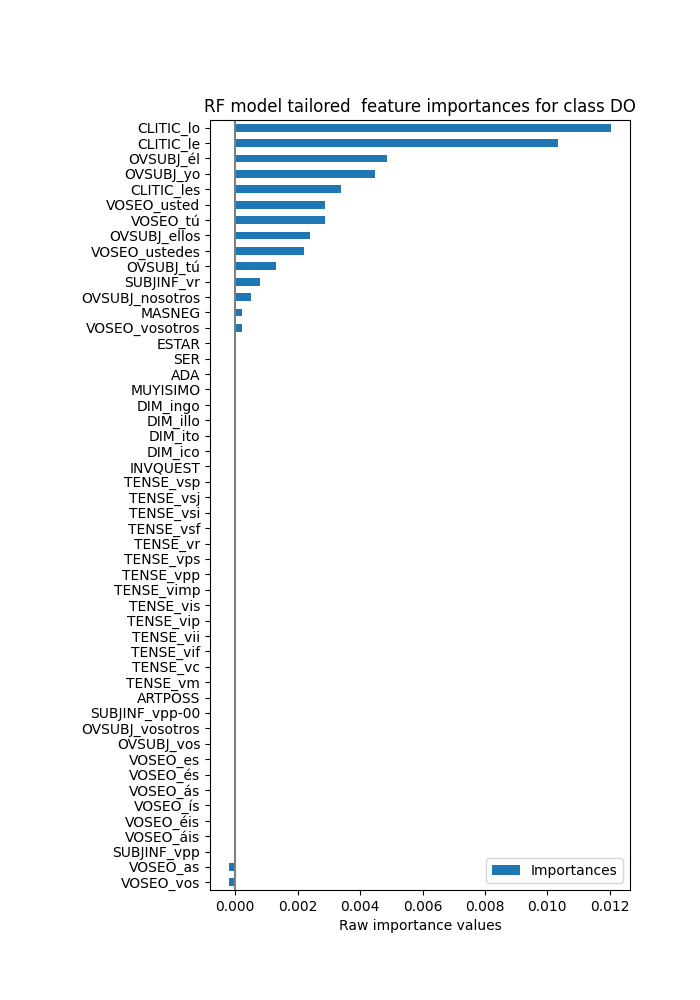 RF model tailored  feature importances for class DO
CLITIC_lo
CLITIC_le
OVSUBJ_él
OVSUBJ_yo
CLITIC_les
VOSEO_usted
VOSEO_tú
OVSUBJ_ellos
VOSEO_ustedes
OVSUBJ_tú
SUBJINF_vr
OVSUBJ_nosotros
MASNEG
VOSEO_vosotros
ESTAR
SER
ADA
MUYISIMO
DIM_ingo
DIM_illo
DIM_ito
DIM_ico
INVQUEST
TENSE_vsp
TENSE_vsj
TENSE_vsi
TENSE_vsf
TENSE_vr
TENSE_vps
TENSE_vpp
TENSE_vimp
TENSE_vis
TENSE_vip
TENSE_vii
TENSE_vif
TENSE_vc
TENSE_vm
ARTPOSS
SUBJINF_vpp-00
OVSUBJ_vosotros
OVSUBJ_vos
VOSEO_es
VOSEO_és
VOSEO_ás
VOSEO_ís
VOSEO_éis
VOSEO_áis
SUBJINF_vpp
VOSEO_as
VOSEO_vos
Importances
0.000 0.002 0.004 0.006 0.008 0.010 0.012
Raw importance values